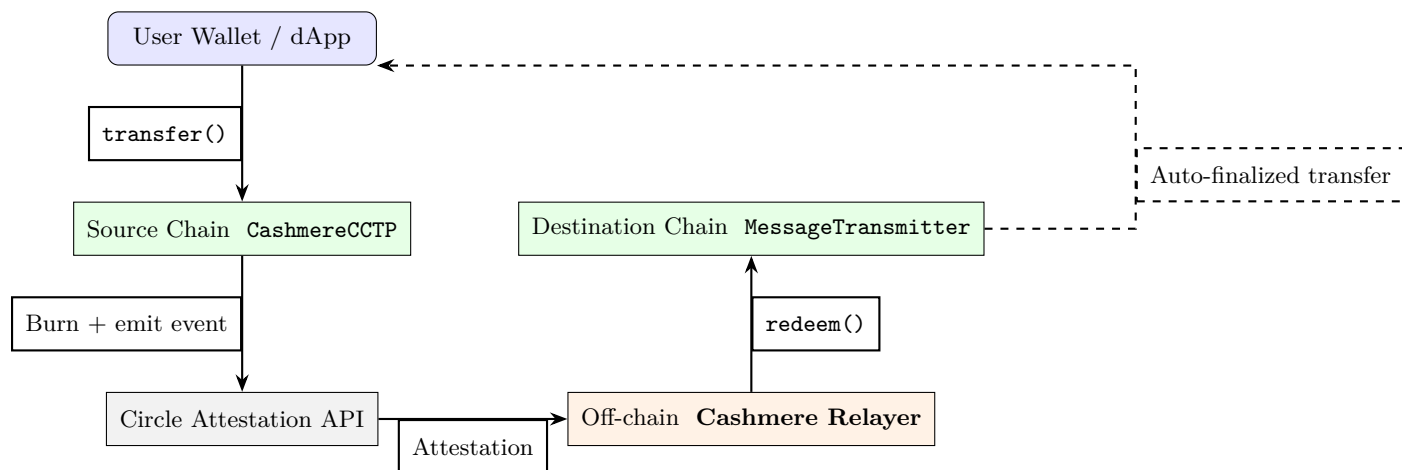 User Wallet / dApp
transfer()
Auto-finalized transfer
Source Chain CashmereCCTP
Destination Chain MessageTransmitter
Burn + emit event
redeem()
Circle Attestation API
Off-chain Cashmere Relayer
Attestation